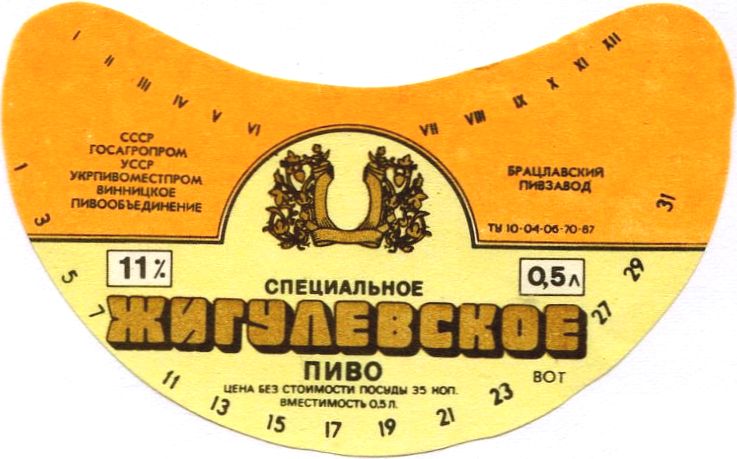 I II III IV V VI VII VIII IX X XI XII
СССР
ГОСАГРОПРОМ
УССР
УКРПИВОМЕСТПРОМ
ВИННИЦКОЕ
ПИВООБЪЕДИНЕНИЕ
БРАЦЛАВСКИЙ
ПИВЗАВОД
ТУ 10-04-06-70-87
11%
0,5 л
СПЕЦИАЛЬНОЕ
ЖИГУЛЕВСКОЕ
ПИВО
ЦЕНА БЕЗ СТОИМОСТИ ПОСУДЫ 35 КОП.
ВМЕСТИМОСТЬ 0,5 Л.
ВОТ
1 3 5 7 11 13 15 17 19 21 23 27 29 31